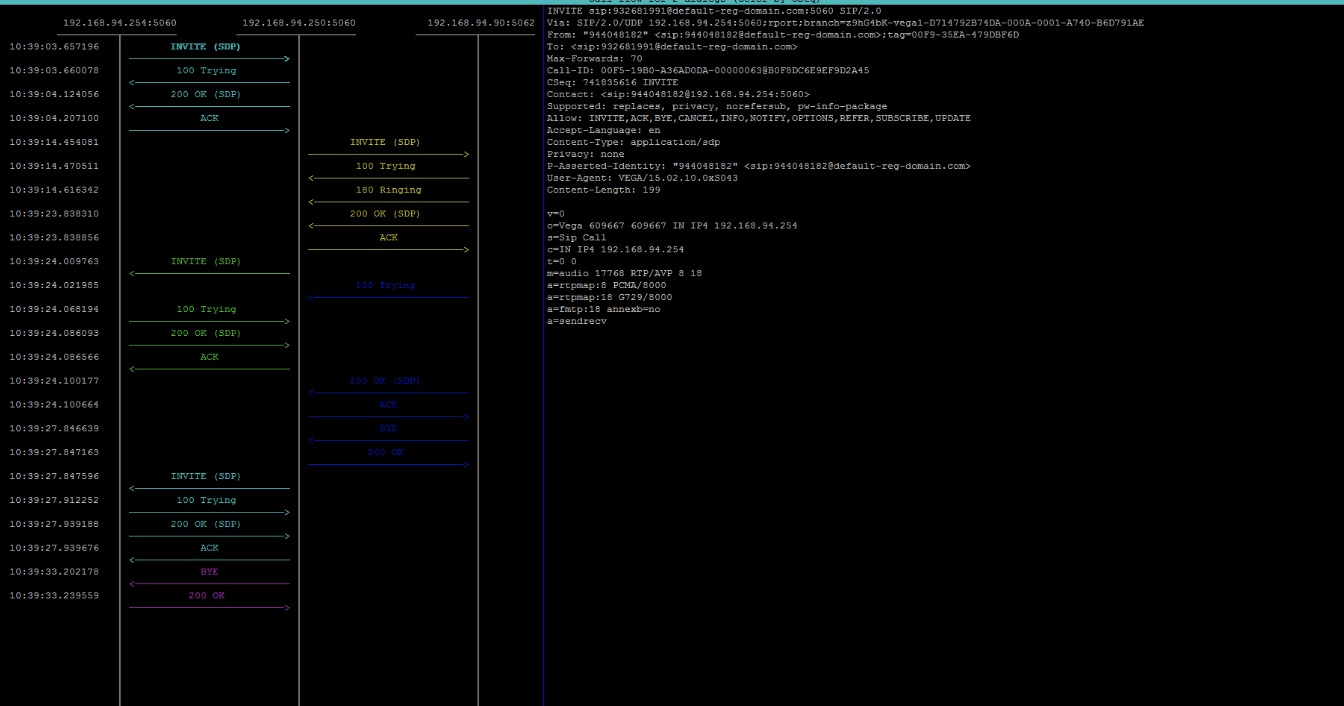 192.168.94.254:5060 192.168.94.250:5060 192.168.94.90:5062
10:39:03.657196 INVITE (SDP)
10:39:03.660078 100 Trying
10:39:04.124056 200 OK (SDP)
10:39:04.207100 ACK
10:39:14.454081 INVITE (SDP)
10:39:14.470511 100 Trying
10:39:14.616342 180 Ringing
10:39:23.838310 200 OK (SDP)
10:39:23.838856 ACK
10:39:24.009763 INVITE (SDP)
10:39:24.021985 100 Trying
10:39:24.068194 100 Trying
10:39:24.086093 200 OK (SDP)
10:39:24.086566 ACK
10:39:24.100177 200 OK (SDP)
10:39:24.100664 ACK
10:39:27.846639 BYE
10:39:27.847163 200 OK
10:39:27.847596 INVITE (SDP)
10:39:27.912252 100 Trying
10:39:27.939188 200 OK (SDP)
10:39:27.939676 ACK
10:39:33.202178 BYE
10:39:33.239559 200 OK
INVITE sip:932681991@default-reg-domain.com:5060 SIP/2.0
Via: SIP/2.0/UDP 192.168.94.254:5060;rport;branch=z9hG4bK-vega1-D714792B74DA-000A-0001-A740-B6D791AE
From: "944048182" <sip:944048182@default-reg-domain.com>;tag=00F9-35EA-479DBF6D
To: <sip:932681991@default-reg-domain.com>
Max-Forwards: 70
Call-ID: 00F5-19B0-A36AD0DA-00000063@B0F8DC6E9EF9D2A45
CSeq: 741835616 INVITE
Contact: <sip:944048182@192.168.94.254:5060>
Supported: replaces, privacy, norefersub, pw-info-package
Allow: INVITE,ACK,BYE,CANCEL,INFO,NOTIFY,OPTIONS,REFER,SUBSCRIBE,UPDATE
Accept-Language: en
Content-Type: application/sdp
Privacy: none
P-Asserted-Identity: "944048182" <sip:944048182@default-reg-domain.com>
User-Agent: VEGA/15.02.10.0xS043
Content-Length: 199
v=0
o=Vega 609667 609667 IN IP4 192.168.94.254
s=Sip Call
c=IN IP4 192.168.94.254
t=0 0
m=audio 17768 RTP/AVP 8 18
a=rtpmap:8 PCMA/8000
a=rtpmap:18 G729/8000
a=fmtp:18 annexb=no
a=sendrecv